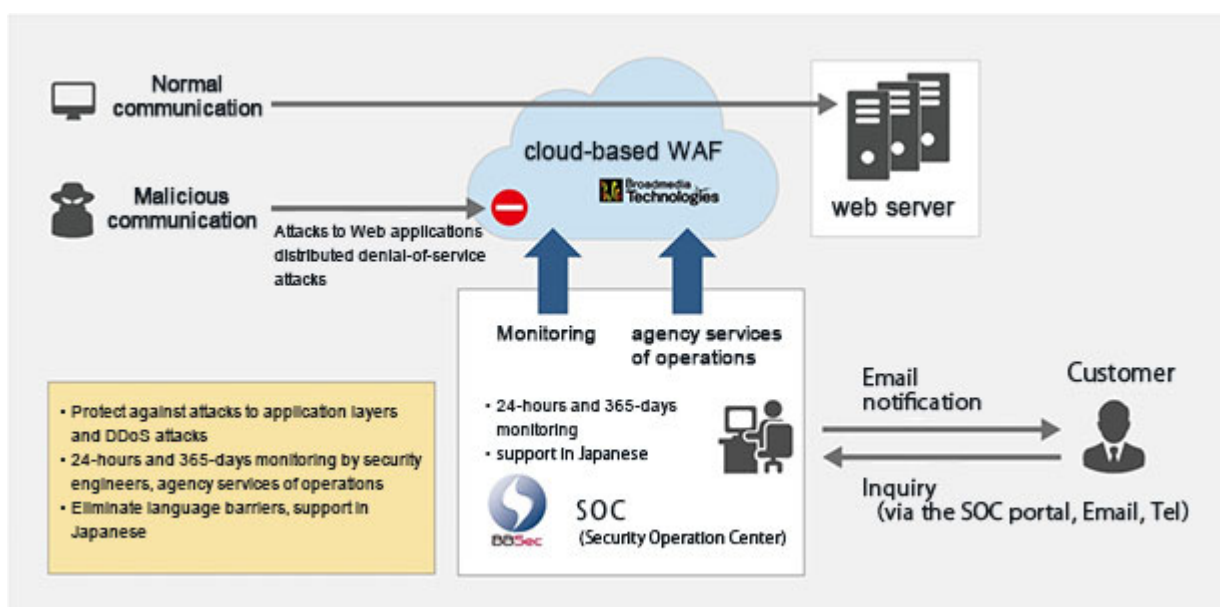 Normal
communication
cloud-based WAF
Broadmedia
Technologies
web server
Malicious
communication
Attacks to Web applications
distributed denial-of-service
attacks
Monitoring
agency services
of operations
• 24-hours and 365-days
monitoring
• support in Japanese
BBSec
SOC
(Security Operation Center)
Email
notification
Customer
Inquiry
(via the SOC portal, Email, Tel)
• Protect against attacks to application layers
and DDoS attacks
• 24-hours and 365-days monitoring by security
engineers, agency services of operations
• Eliminate language barriers, support in
Japanese